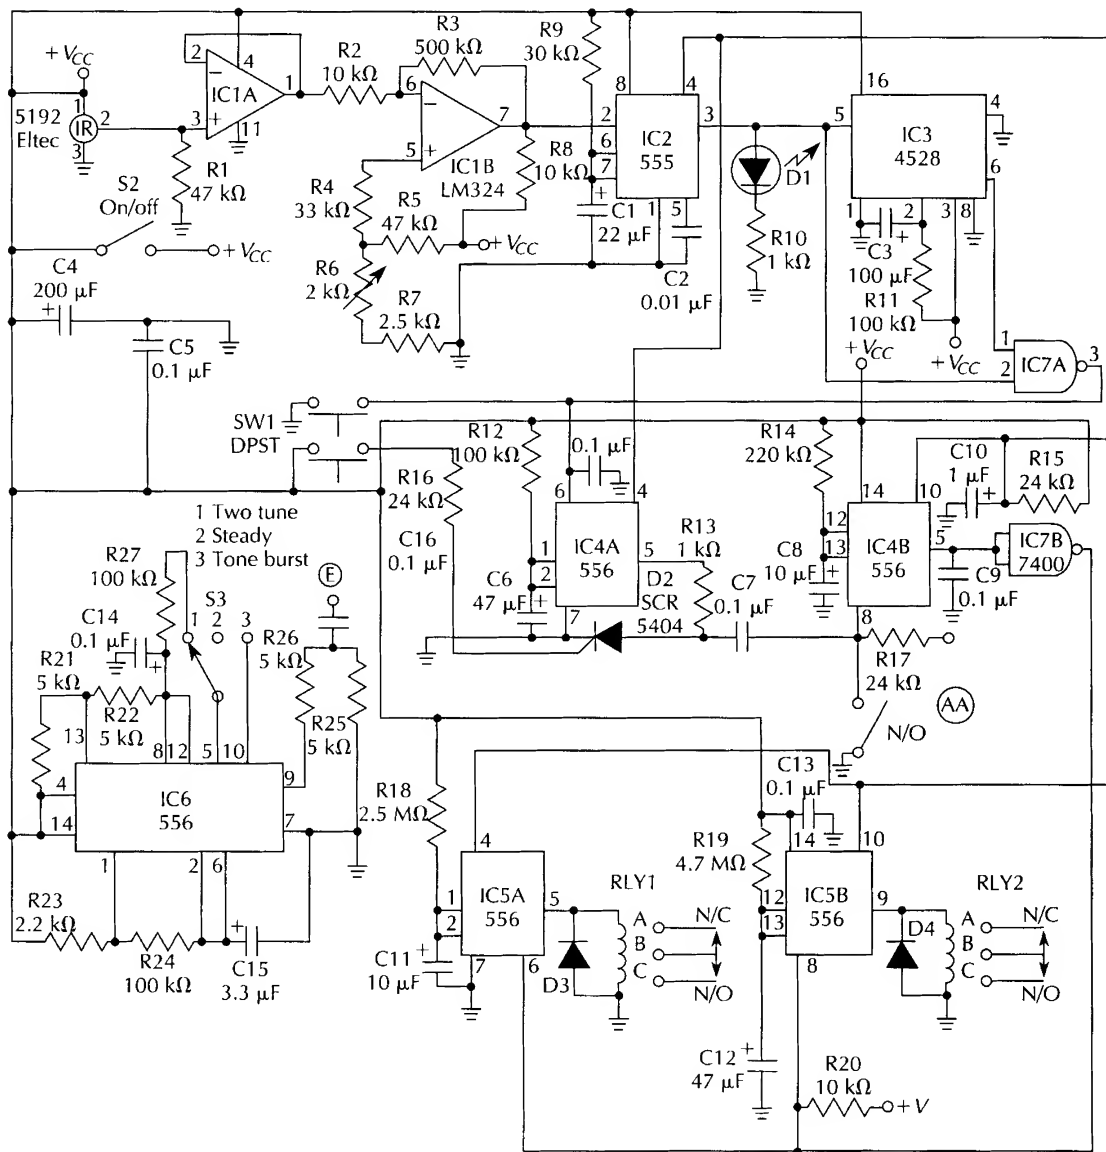 + VCC
5192
Eltec
1
IR
2
3
S2
On/off
+ VCC
C4
200 µF
+
C5
0.1 µF
2
−
4
IC1A
1
3
+
11
R1
47 kΩ
R2
10 kΩ
R3
500 kΩ
6
−
7
5
+
IC1B
LM324
R4
33 kΩ
R5
47 kΩ
+ VCC
R6
2 kΩ
R7
2.5 kΩ
R8
10 kΩ
R9
30 kΩ
8
4
2
IC2
555
3
6
7
1
5
+
C1
22 µF
C2
0.01 µF
D1
R10
1 kΩ
16
5
IC3
4528
4
6
1
2
3
8
C3
+
100 µF
R11
100 kΩ
+ VCC
+ VCC
1
2
IC7A
3
SW1
DPST
R12
100 kΩ
0.1 µF
6
4
R16
24 kΩ
C16
0.1 µF
1
2
IC4A
556
5
7
C6
47 µF
+
R13
1 kΩ
D2
SCR
5404
C7
0.1 µF
R14
220 kΩ
14
10
12
13
IC4B
556
5
8
C8
10 µF
+
C10
1 µF
+
R15
24 kΩ
IC7B
7400
C9
0.1 µF
R17
24 kΩ
AA
N/O
1 Two tune
2 Steady
3 Tone burst
R27
100 kΩ
S3
1
2
3
E
C14
0.1 µF
+
R21
5 kΩ
R22
5 kΩ
R26
5 kΩ
R25
5 kΩ
13
8
12
5
10
4
14
IC6
556
9
7
1
2
6
R23
2.2 kΩ
R24
100 kΩ
+
C15
3.3 µF
R18
2.5 MΩ
4
1
2
IC5A
556
5
7
6
C11
10 µF
+
D3
RLY1
A
B
C
N/C
N/O
C13
0.1 µF
R19
4.7 MΩ
14
10
12
13
IC5B
556
9
8
D4
RLY2
A
B
C
N/C
N/O
C12
47 µF
+
R20
10 kΩ
+ V